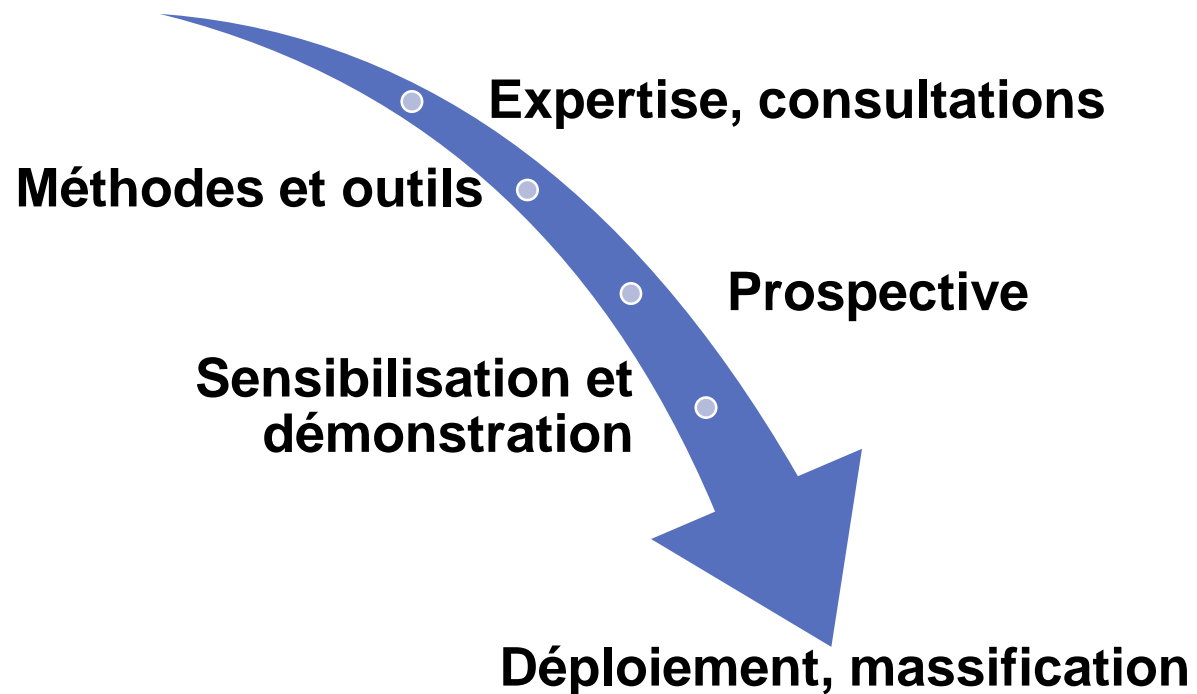 Expertise, consultations
Méthodes et outils
Prospective
Sensibilisation et
démonstration
Déploiement, massification